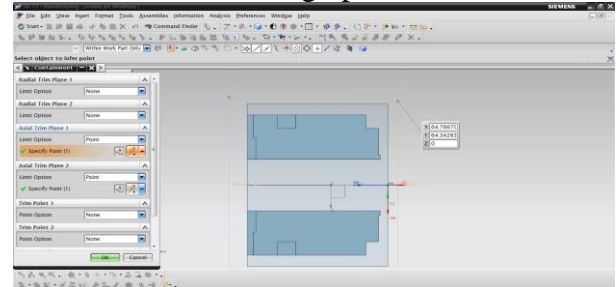 SIEMENS
File Edit View Insert Format Tools Assemblies Information Analysis Preferences Window Help
Start Command Finder
Within Work Part Only
Select object to infer point
Containment
Radial Trim Plane 1
Limit Option None
Radial Trim Plane 2
Limit Option None
Axial Trim Plane 1
Limit Option Point
Specify Point (1)
Axial Trim Plane 2
Limit Option Point
Specify Point (1)
Trim Point 1
Point Option None
Trim Point 2
Point Option None
OK Cancel
X
Y
Z 0